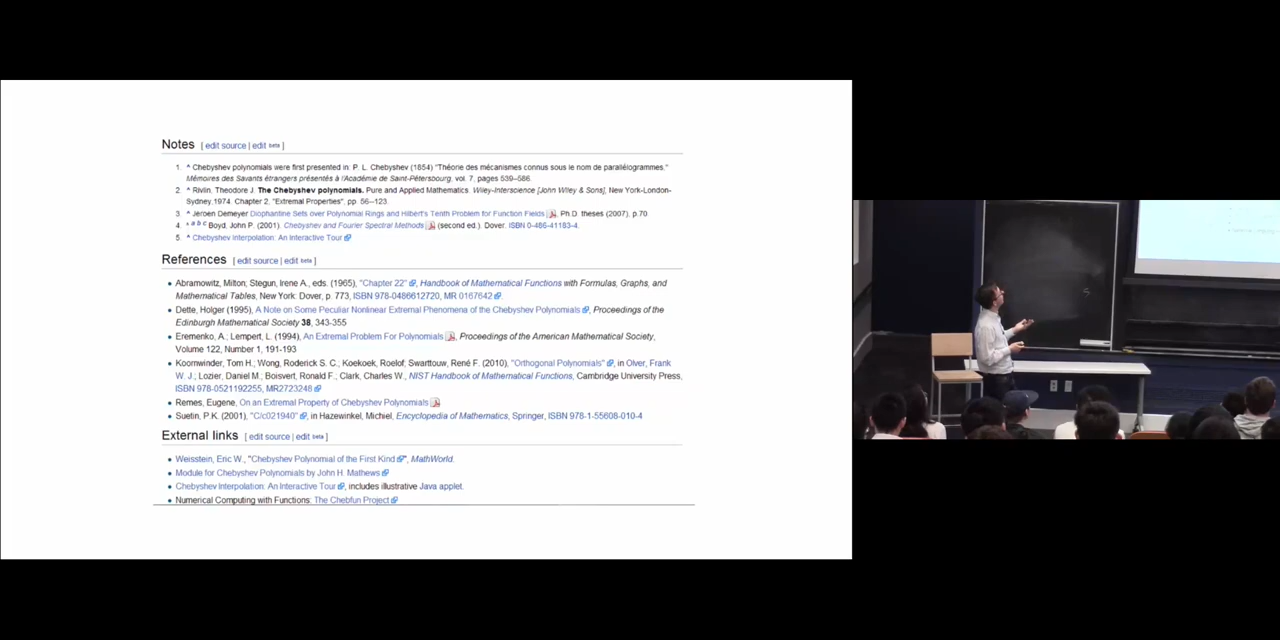 Notes [ edit source | edit beta ]
1. ^ Chebyshev polynomials were first presented in: P. L. Chebyshev (1854) "Théorie des mécanismes connus sous le nom de parallélogrammes."
Mémoires des Savants étrangers présentés à l'Académie de Saint-Pétersbourg, vol. 7, pages 539–586.
2. ^ Rivlin, Theodore J. The Chebyshev polynomials. Pure and Applied Mathematics. Wiley-Interscience [John Wiley & Sons], New York-London-
Sydney,1974. Chapter 2, "Extremal Properties", pp. 56--123.
3. ^ Jeroen Demeyer Diophantine Sets over Polynomial Rings and Hilbert's Tenth Problem for Function Fields, Ph.D. theses (2007), p.70
4. ^ a b c Boyd, John P. (2001). Chebyshev and Fourier Spectral Methods (second ed.). Dover. ISBN 0-486-41183-4.
5. ^ Chebyshev Interpolation: An Interactive Tour
References [ edit source | edit beta ]
• Abramowitz, Milton; Stegun, Irene A., eds. (1965), "Chapter 22", Handbook of Mathematical Functions with Formulas, Graphs, and
Mathematical Tables, New York: Dover, p. 773, ISBN 978-0486612720, MR 0167642.
• Dette, Holger (1995), A Note on Some Peculiar Nonlinear Extremal Phenomena of the Chebyshev Polynomials, Proceedings of the
Edinburgh Mathematical Society 38, 343-355
• Eremenko, A.; Lempert, L. (1994), An Extremal Problem For Polynomials, Proceedings of the American Mathematical Society,
Volume 122, Number 1, 191-193
• Koornwinder, Tom H.; Wong, Roderick S. C.; Koekoek, Roelof; Swarttouw, René F. (2010), "Orthogonal Polynomials", in Olver, Frank
W. J.; Lozier, Daniel M.; Boisvert, Ronald F.; Clark, Charles W., NIST Handbook of Mathematical Functions, Cambridge University Press,
ISBN 978-0521192255, MR2723248
• Remes, Eugene, On an Extremal Property of Chebyshev Polynomials
• Suetin, P.K. (2001), "C/c021940", in Hazewinkel, Michiel, Encyclopedia of Mathematics, Springer, ISBN 978-1-55608-010-4
External links [ edit source | edit beta ]
• Weisstein, Eric W., "Chebyshev Polynomial of the First Kind", MathWorld.
• Module for Chebyshev Polynomials by John H. Mathews
• Chebyshev Interpolation: An Interactive Tour, includes illustrative Java applet.
• Numerical Computing with Functions: The Chebfun Project